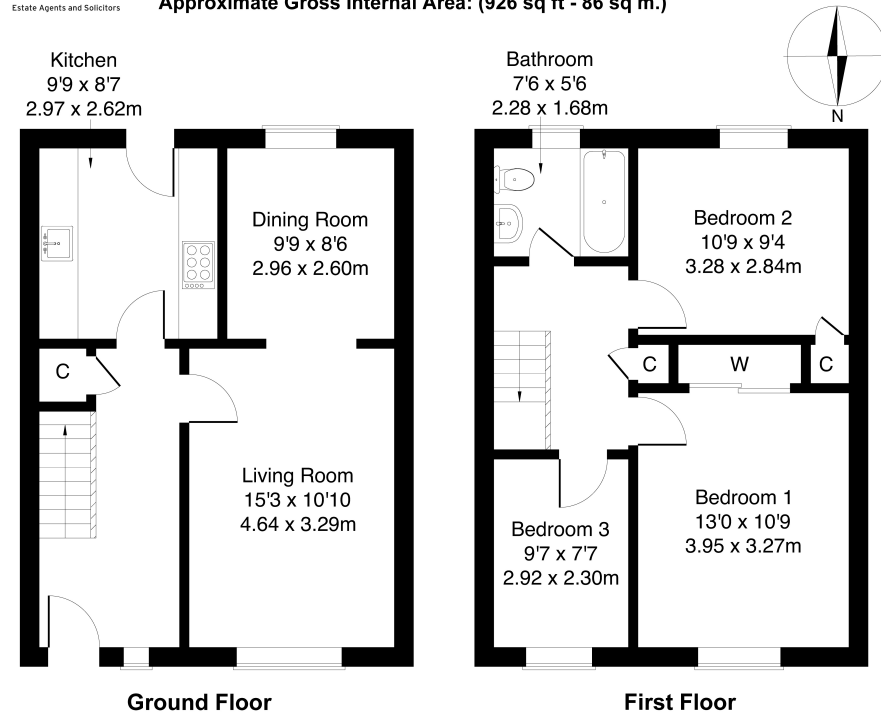 Estate Agents and Solicitors
Approximate Gross Internal Area: (926 sq ft - 86 sq m.)
N
Kitchen
9'9 x 8'7
2.97 x 2.62m
Dining Room
9'9 x 8'6
2.96 x 2.60m
C
Living Room
15'3 x 10'10
4.64 x 3.29m
Ground Floor
Bathroom
7'6 x 5'6
2.28 x 1.68m
Bedroom 2
10'9 x 9'4
3.28 x 2.84m
C
W
C
Bedroom 1
13'0 x 10'9
3.95 x 3.27m
Bedroom 3
9'7 x 7'7
2.92 x 2.30m
First Floor